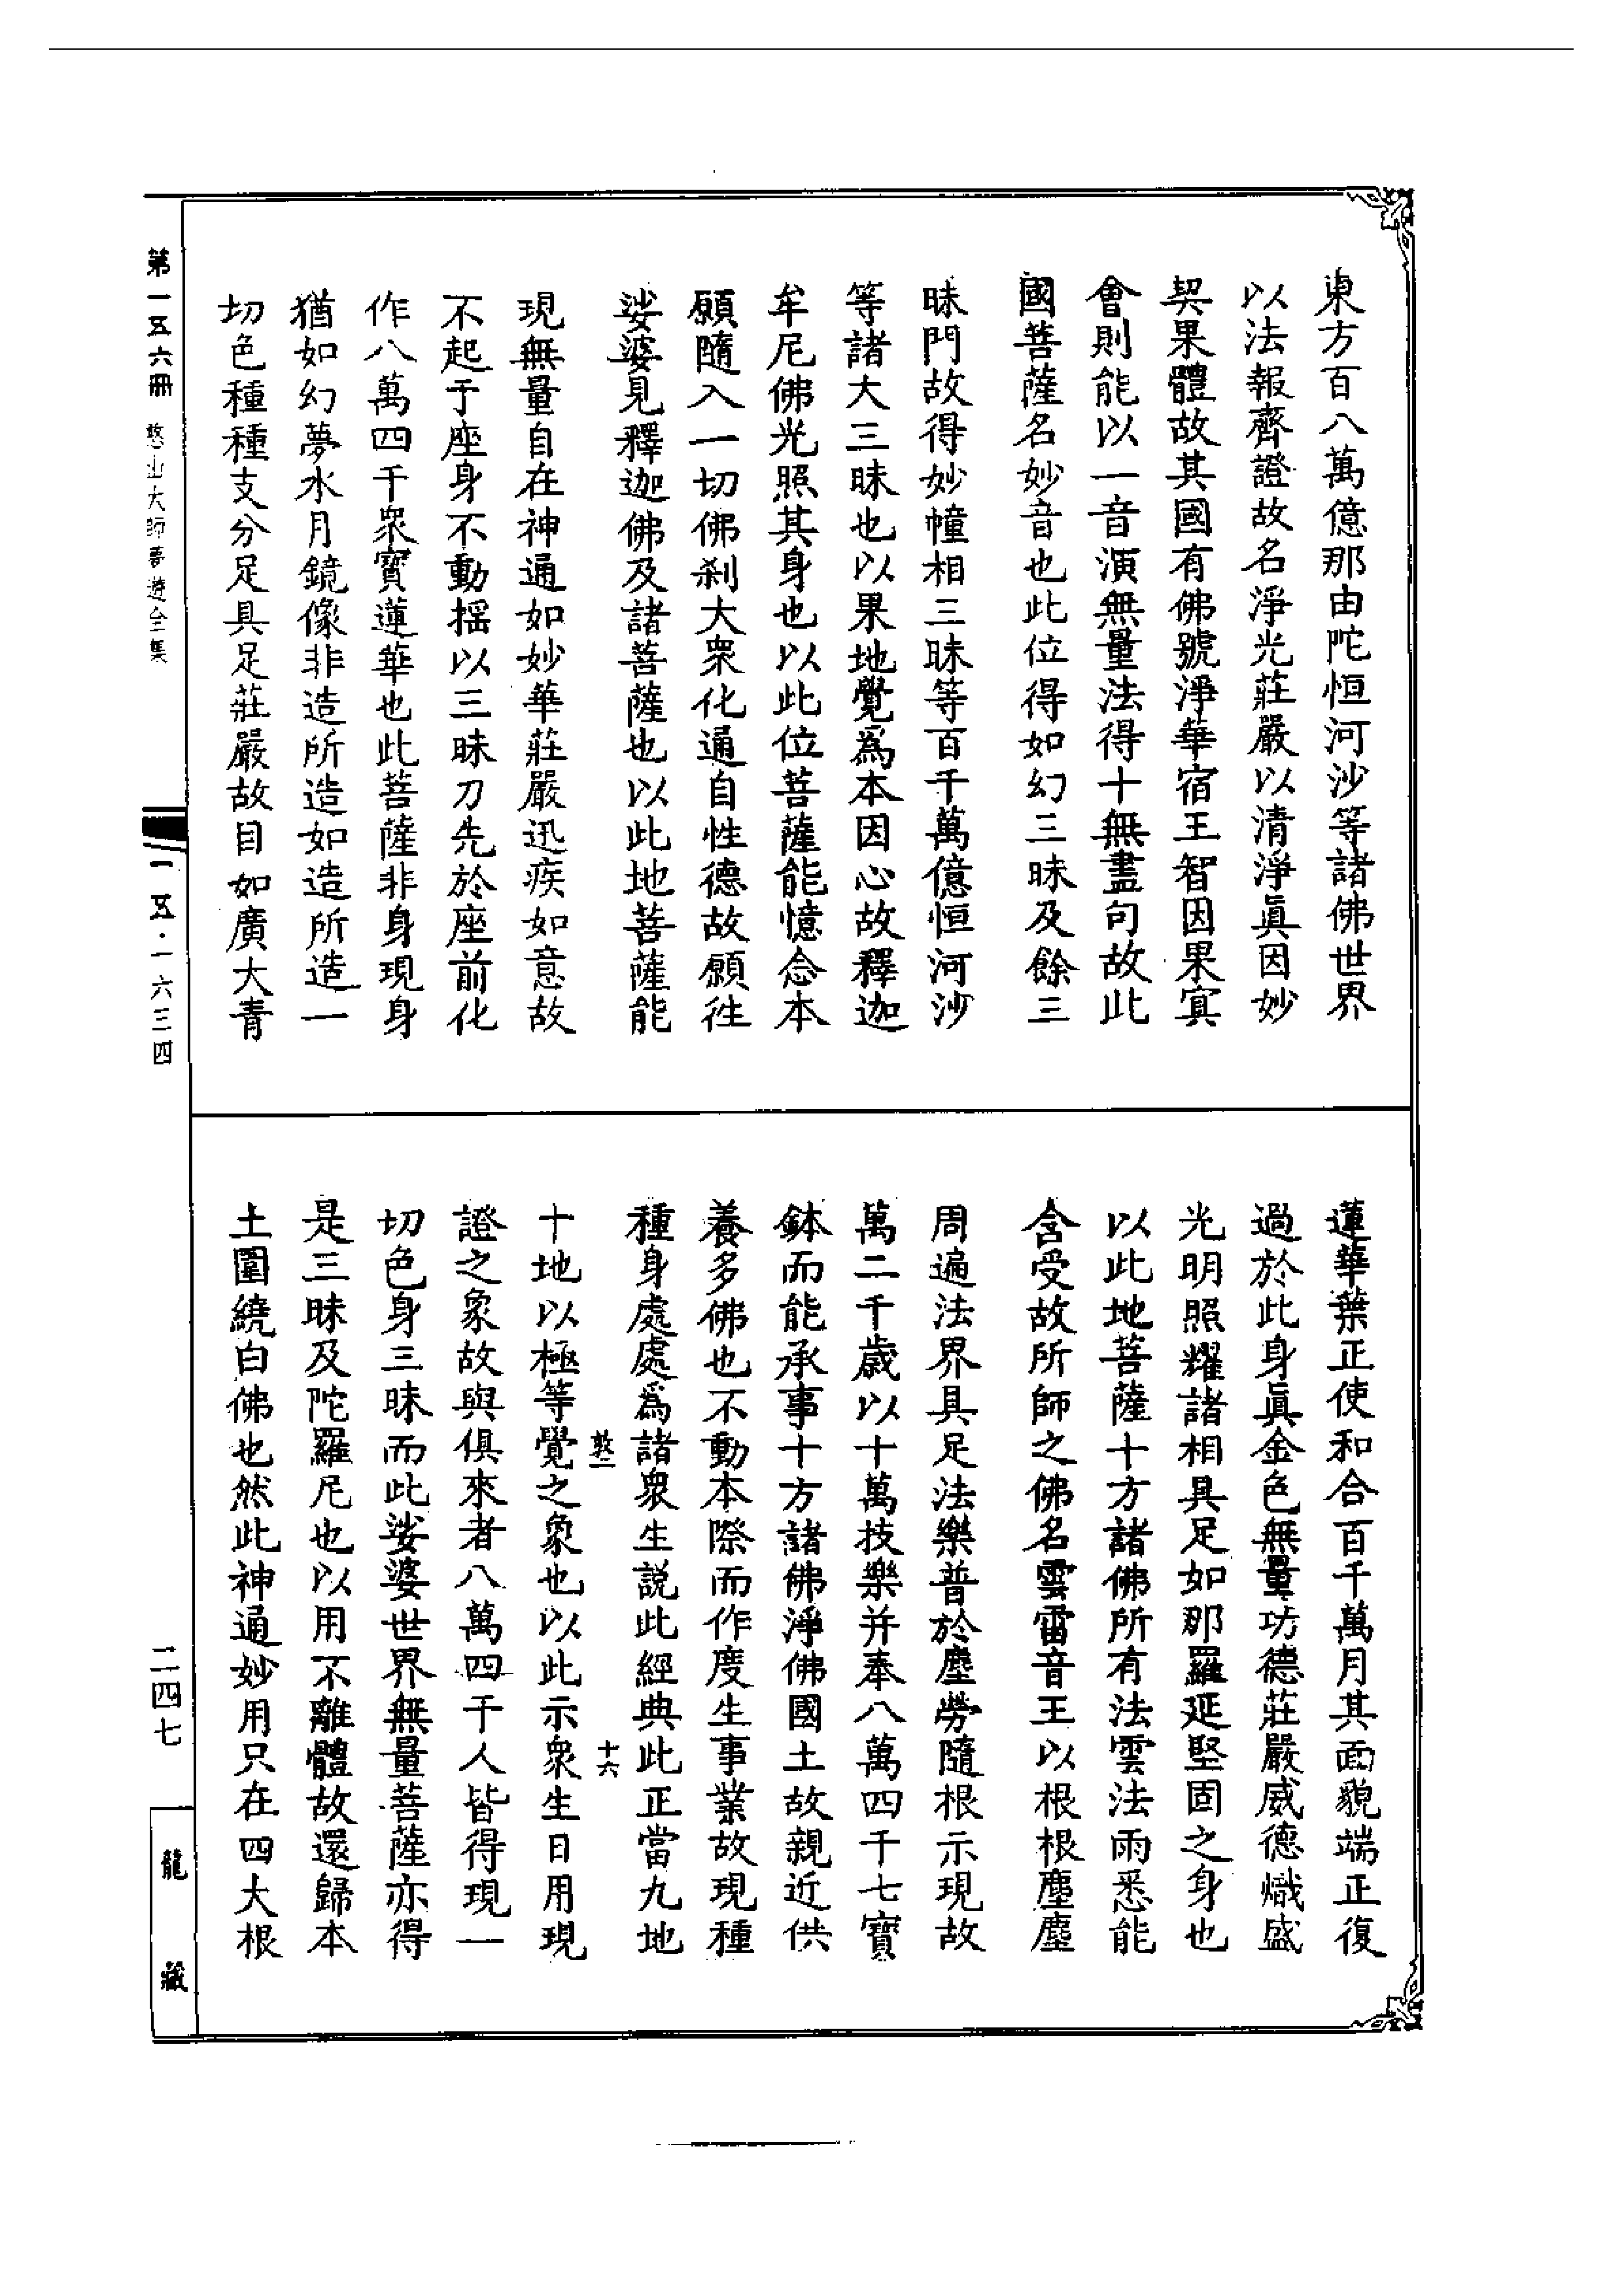 東方百八萬億那由陀恒河沙等諸佛世界
以法報齊證故名淨光莊嚴以清淨眞因妙
契果體故其國有佛號淨華宿王智因果㝠
會則能以一音演無量法得十無盡句故此
國菩薩名妙音也此位得如幻三昧及餘三
昧門故得妙幢相三昧等百千萬億恒河沙
等諸大三昧也以果地覺爲本因心故釋迦
牟尼佛光照其身也以此位菩薩能憶念本
願隨入一切佛刹大衆化通自性德故願往
娑婆見釋迦佛及諸菩薩也以此地菩薩能
現無量自在神通如妙華莊嚴迅疾如意故
不起于座身不動揺以三昧力先於座前化
作八萬四千衆寳蓮華也此菩薩非身現身
猶如幻夢水月鏡像非造所造如造所造一
切色種種支分足具足莊嚴故目如廣大青
蓮華葉正使和合百千萬月其面貌端正復
過於此身眞金色無量功德莊嚴威德熾盛
光明照耀諸相具足如那羅延堅固之身也
以此地菩薩十方諸佛所有法雲法雨悉能
含受故所師之佛名雲雷音王以根根塵塵
周遍法界具足法樂普於塵勞隨根示現故
萬二千歲以十萬技樂并奉八萬四千七寳
鉢而能承事十方諸佛淨佛國土故親近供
養多佛也不動本際而作度生事業故現種
種身處處爲諸衆生説此經典此正當九地
敦二 十六
十地以極等覺之象也以此示衆生日用現
證之象故與俱來者八萬四千人皆得現一
切色身三昧而此娑婆世界無量菩薩亦得
是三昧及陀羅尼也以用不離體故還歸本
土圍繞白佛也然此神通妙用只在四大根
第一五六冊 憨山大師夢遊全集
一五·一六三四
二四七
龍藏